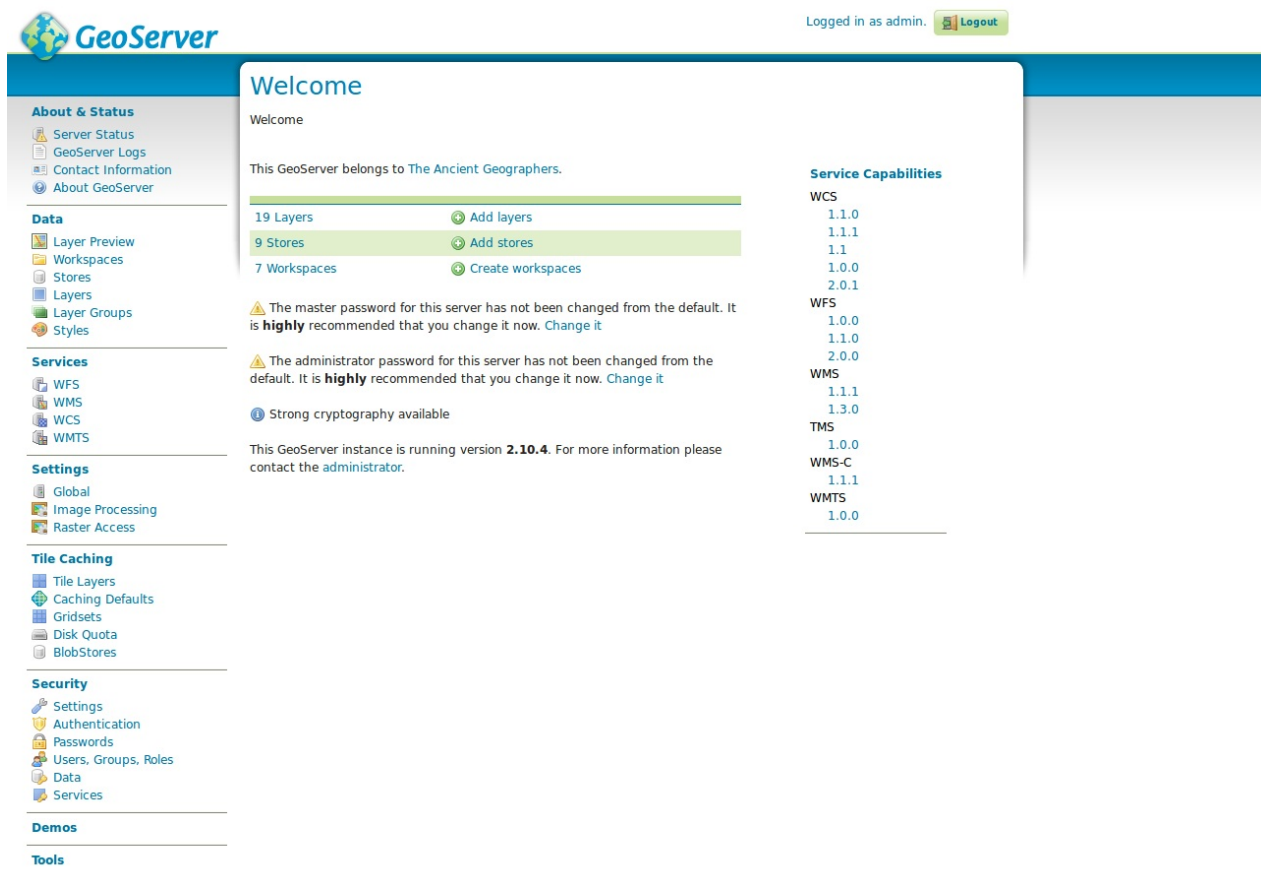 GeoServer
Logged in as admin.
Logout
About & Status
Server Status
GeoServer Logs
Contact Information
About GeoServer
Data
Layer Preview
Workspaces
Stores
Layers
Layer Groups
Styles
Services
WFS
WMS
WCS
WMTS
Settings
Global
Image Processing
Raster Access
Tile Caching
Tile Layers
Caching Defaults
Gridsets
Disk Quota
BlobStores
Security
Settings
Authentication
Passwords
Users, Groups, Roles
Data
Services
Demos
Tools
Welcome
Welcome
This GeoServer belongs to The Ancient Geographers.
19 Layers Add layers
9 Stores Add stores
7 Workspaces Create workspaces
The master password for this server has not been changed from the default. It
is highly recommended that you change it now. Change it
The administrator password for this server has not been changed from the
default. It is highly recommended that you change it now. Change it
Strong cryptography available
This GeoServer instance is running version 2.10.4. For more information please
contact the administrator.
Service Capabilities
WCS
1.1.0
1.1.1
1.1
1.0.0
2.0.1
WFS
1.0.0
1.1.0
2.0.0
WMS
1.1.1
1.3.0
TMS
1.0.0
WMS-C
1.1.1
WMTS
1.0.0